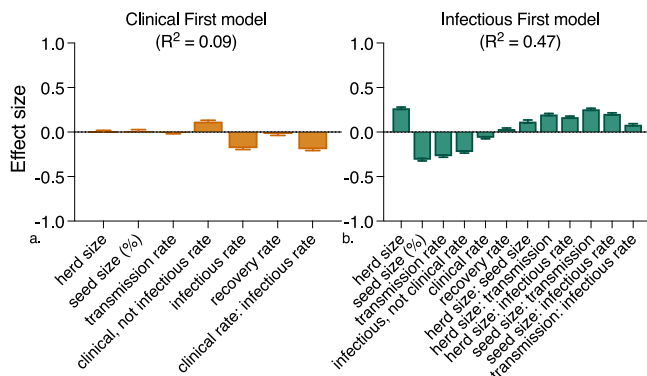 Clinical First model
(R² = 0.09)
Effect size
1.0
0.5
0.0
-0.5
-1.0
a.
herd size
seed size (%)
transmission rate
clinical, not infectious rate
infectious rate
recovery rate
clinical rate: infectious rate
Infectious First model
(R² = 0.47)
1.0
0.5
0.0
-0.5
-1.0
b.
herd size
seed size (%)
transmission rate
infectious, not clinical rate
clinical rate
recovery rate
herd size: seed size
herd size: transmission
herd size: infectious rate
seed size: transmission
seed size: infectious rate
transmission: infectious rate